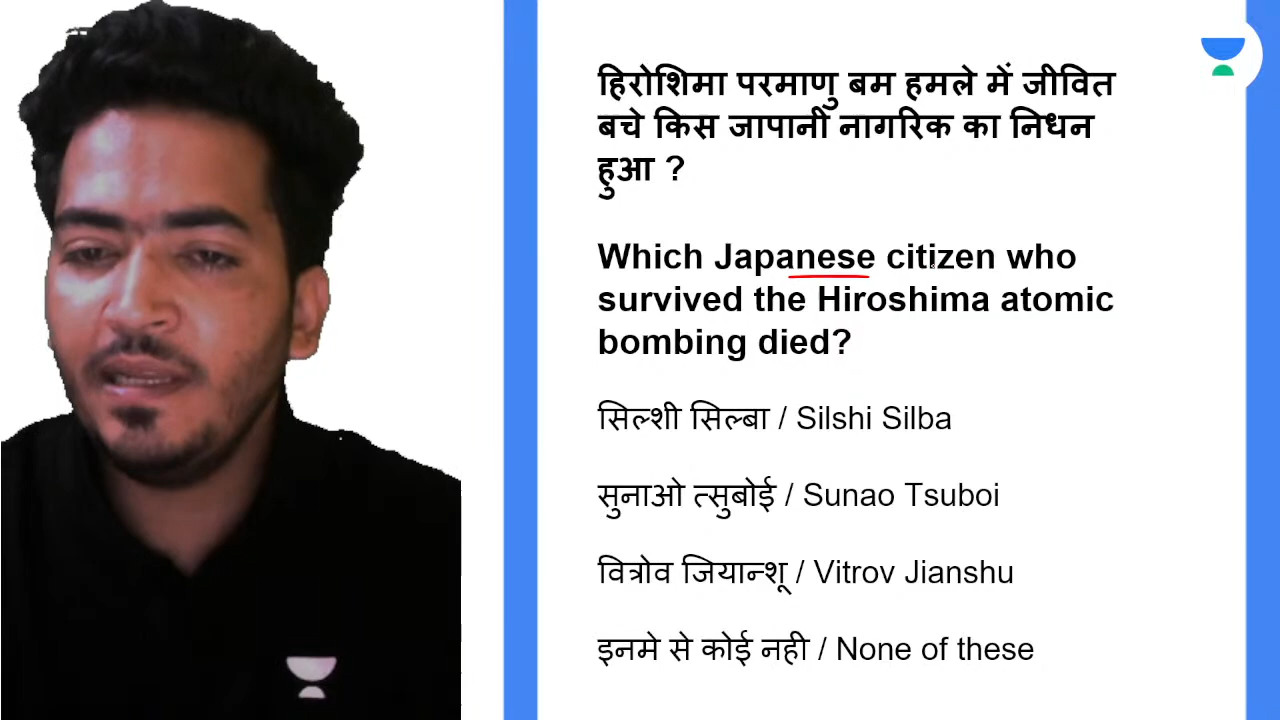 हिरोशिमा परमाणु बम हमले में जीवित
बचे किस जापानी नागरिक का निधन
हुआ ?
Which Japanese citizen who
survived the Hiroshima atomic
bombing died?
सिल्शी सिल्बा / Silshi Silba
सुनाओ त्सुबोई / Sunao Tsuboi
वित्रोव जियान्शू / Vitrov Jianshu
इनमे से कोई नही / None of these